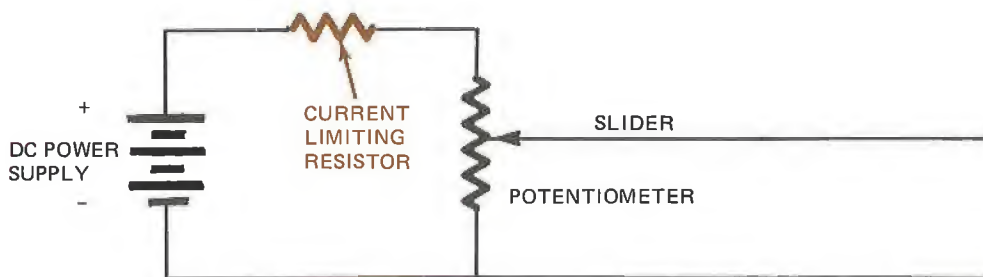 +
DC POWER
SUPPLY
-
CURRENT
LIMITING
RESISTOR
SLIDER
POTENTIOMETER